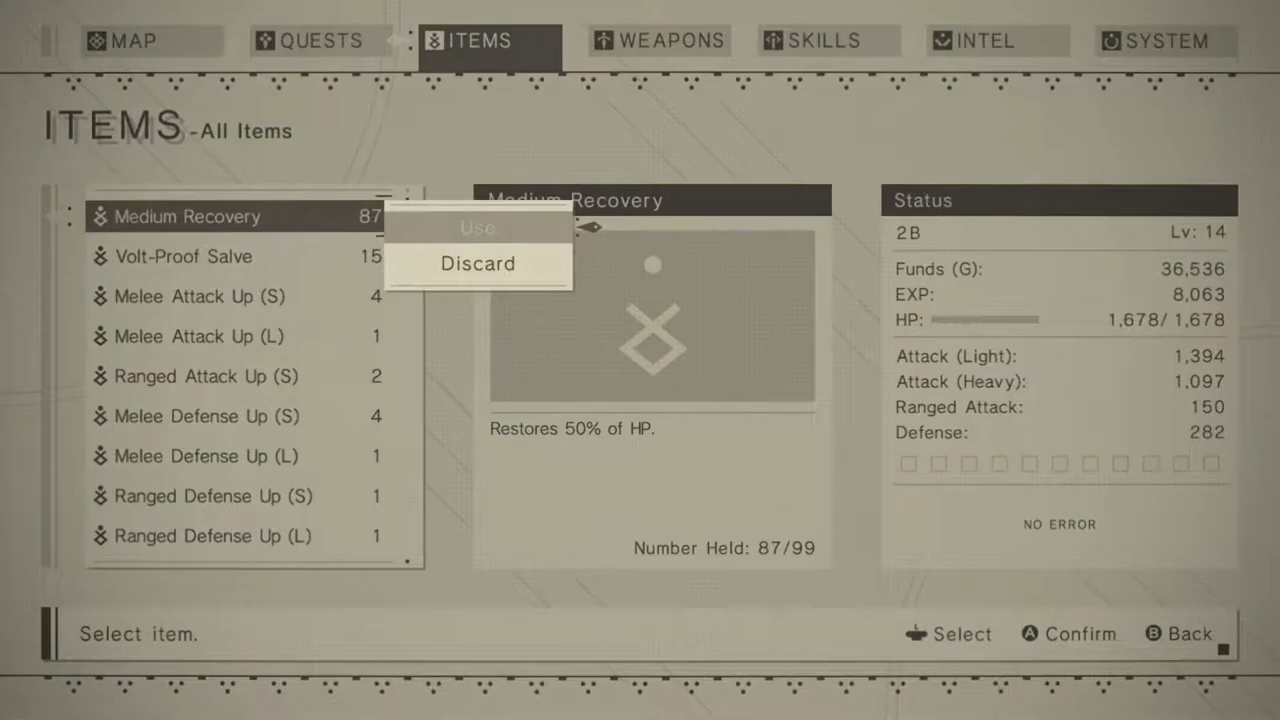 MAP QUESTS ITEMS WEAPONS SKILLS INTEL SYSTEM
ITEMS -All Items
Medium Recovery 87
Volt-Proof Salve 15
Melee Attack Up (S) 4
Melee Attack Up (L) 1
Ranged Attack Up (S) 2
Melee Defense Up (S) 4
Melee Defense Up (L) 1
Ranged Defense Up (S) 1
Ranged Defense Up (L) 1
Use
Discard
Medium Recovery
Restores 50% of HP.
Number Held: 87/99
Status
2B Lv: 14
Funds (G): 36,536
EXP: 8,063
HP: 1,678/ 1,678
Attack (Light): 1,394
Attack (Heavy): 1,097
Ranged Attack: 150
Defense: 282
NO ERROR
Select item. Select A Confirm B Back